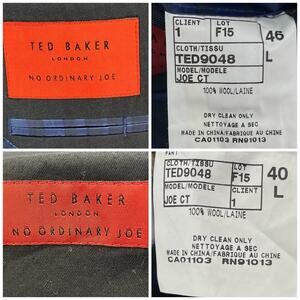 TED BAKER
LONDON
NO ORDINARY JOE
CLIENT LOT
1 F15 46
CLOTH/TISSU
TED9048 L
MODEL/MODELE
JOE CT
100% WOOL/LAINE
DRY CLEAN ONLY
NETTOYAGE A SEC
MADE IN CHINA/FABRIQUE AU CHINA
CA01103 RN91013
TED BAKER
LONDON
NO ORDINARY JOE
PANT
CLOTH/TISSU LOT
TED9048 F15 40
MODEL/MODELE CLIENT
JOE CT 1 L
100% WOOL/LAINE
DRY CLEAN ONLY
NETTOYAGE A SEC
MADE IN CHINA/FABRIQUE AU CHINA
CA01103 RN91013